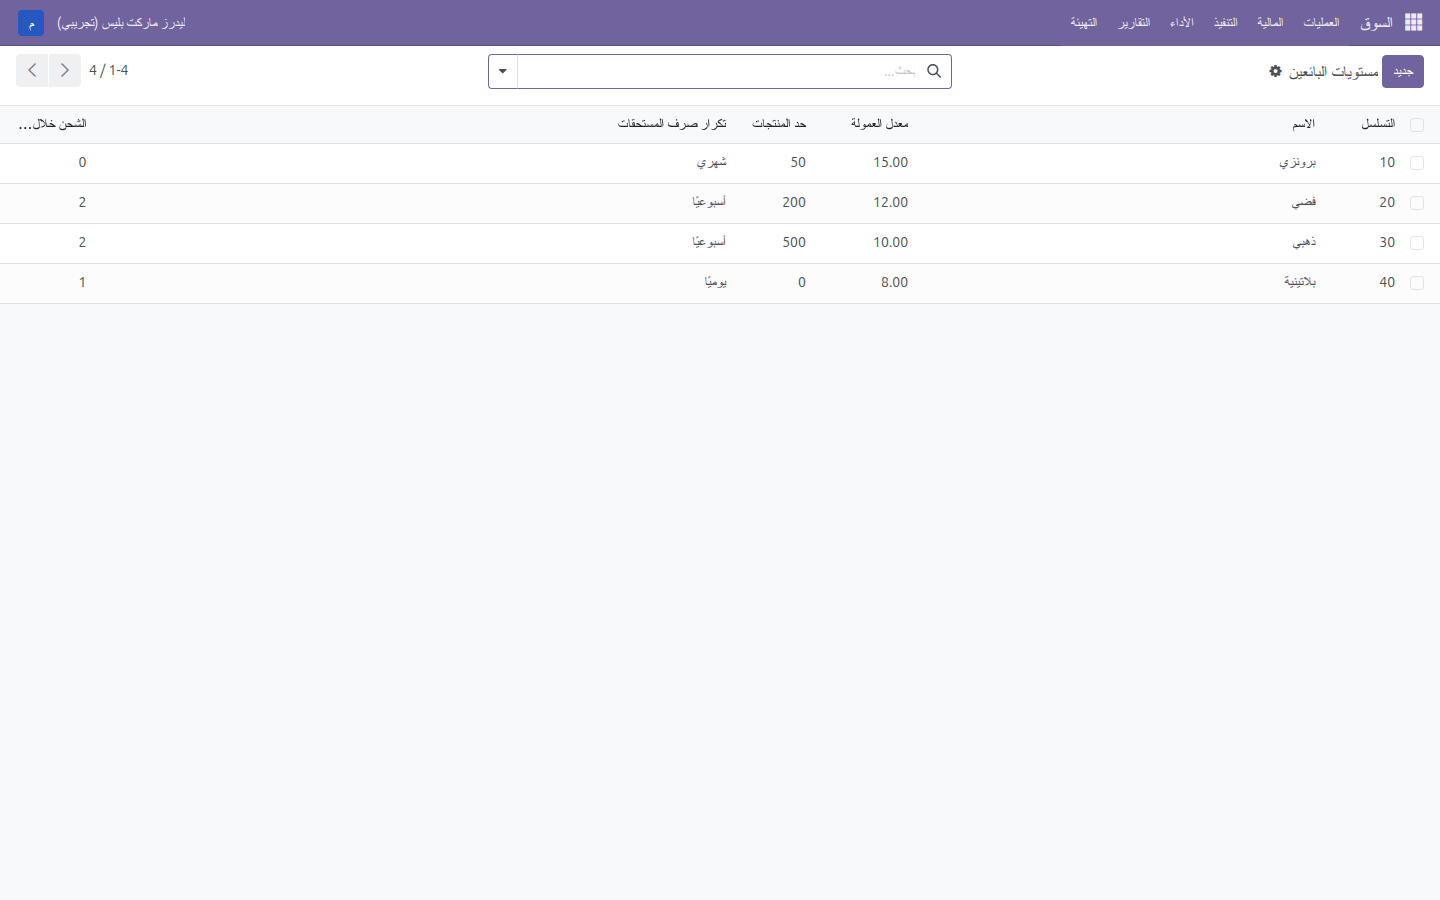 السوق العمليات المالية التنفيذ الأداء التقارير التهيئة ليدرز ماركت بليس (تجريبي) م
جديد مستويات البائعين بحث... 1-4 / 4
التسلسل الاسم معدل العمولة حد المنتجات تكرار صرف المستحقات الشحن خلال...
10 برونزي 15.00 50 شهري 0
20 فضي 12.00 200 أسبوعيًا 2
30 ذهبي 10.00 500 أسبوعيًا 2
40 بلاتينية 8.00 0 يوميًا 1